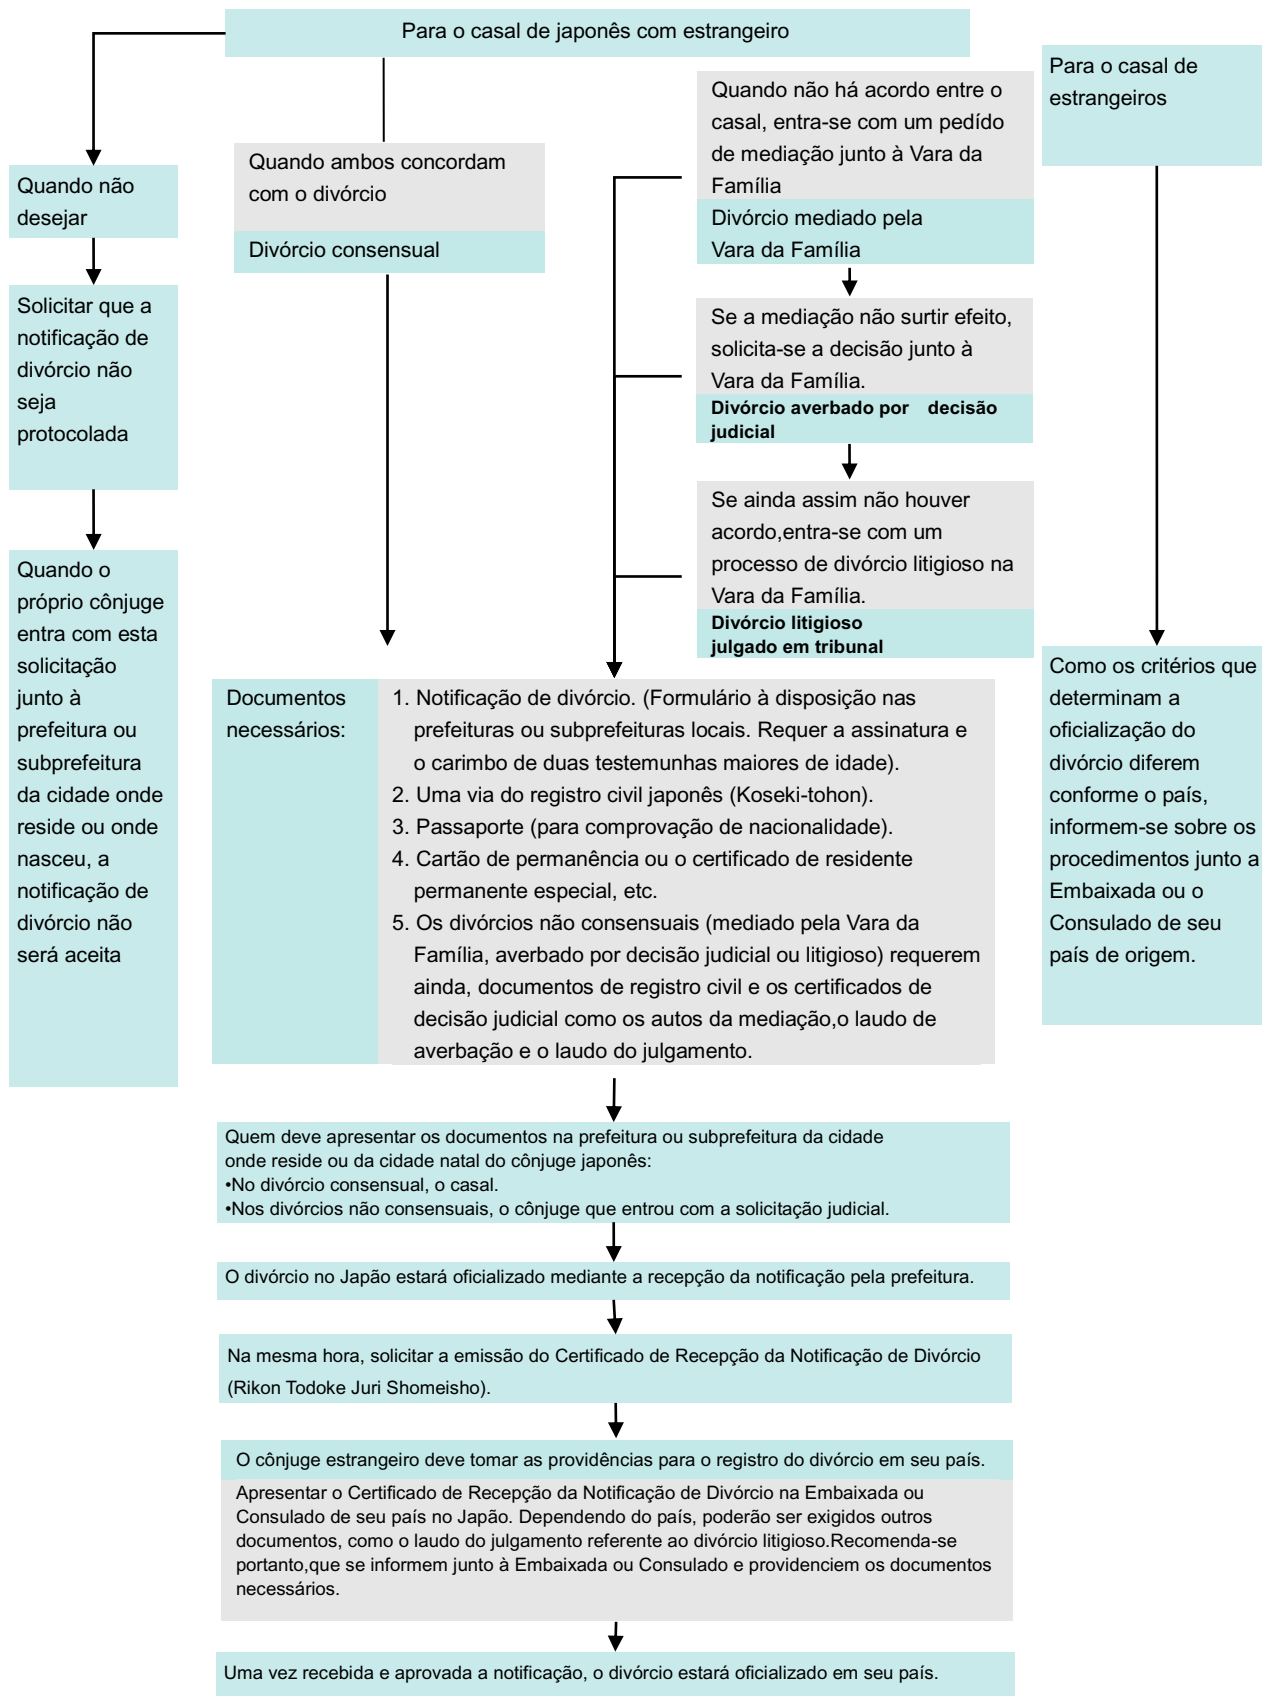 Para o casal de japonês com estrangeiro
Quando não
desejar
Solicitar que a
notificação de
divórcio não
seja
protocolada
Quando o
próprio cônjuge
entra com esta
solicitação
junto à
prefeitura ou
subprefeitura
da cidade onde
reside ou onde
nasceu, a
notificação de
divórcio não
será aceita
Quando ambos concordam
com o divórcio
Divórcio consensual
Quando não há acordo entre o
casal, entra-se com um pedído
de mediação junto à Vara da
Família
Divórcio mediado pela
Vara da Família
Se a mediação não surtir efeito,
solicita-se a decisão junto à
Vara da Família.
Divórcio averbado por decisão
judicial
Se ainda assim não houver
acordo,entra-se com um
processo de divórcio litigioso na
Vara da Família.
Divórcio litigioso
julgado em tribunal
Para o casal de
estrangeiros
Como os critérios que
determinam a
oficialização do
divórcio diferem
conforme o país,
informem-se sobre os
procedimentos junto a
Embaixada ou o
Consulado de seu
país de origem.
Documentos
necessários:
1. Notificação de divórcio. (Formulário à disposição nas
prefeituras ou subprefeituras locais. Requer a assinatura e
o carimbo de duas testemunhas maiores de idade).
2. Uma via do registro civil japonês (Koseki-tohon).
3. Passaporte (para comprovação de nacionalidade).
4. Cartão de permanência ou o certificado de residente
permanente especial, etc.
5. Os divórcios não consensuais (mediado pela Vara da
Família, averbado por decisão judicial ou litigioso) requerem
ainda, documentos de registro civil e os certificados de
decisão judicial como os autos da mediação,o laudo de
averbação e o laudo do julgamento.
Quem deve apresentar os documentos na prefeitura ou subprefeitura da cidade
onde reside ou da cidade natal do cônjuge japonês:
•No divórcio consensual, o casal.
•Nos divórcios não consensuais, o cônjuge que entrou com a solicitação judicial.
O divórcio no Japão estará oficializado mediante a recepção da notificação pela prefeitura.
Na mesma hora, solicitar a emissão do Certificado de Recepção da Notificação de Divórcio
(Rikon Todoke Juri Shomeisho).
O cônjuge estrangeiro deve tomar as providências para o registro do divórcio em seu país.
Apresentar o Certificado de Recepção da Notificação de Divórcio na Embaixada ou
Consulado de seu país no Japão. Dependendo do país, poderão ser exigidos outros
documentos, como o laudo do julgamento referente ao divórcio litigioso.Recomenda-se
portanto,que se informem junto à Embaixada ou Consulado e providenciem os documentos
necessários.
Uma vez recebida e aprovada a notificação, o divórcio estará oficializado em seu país.